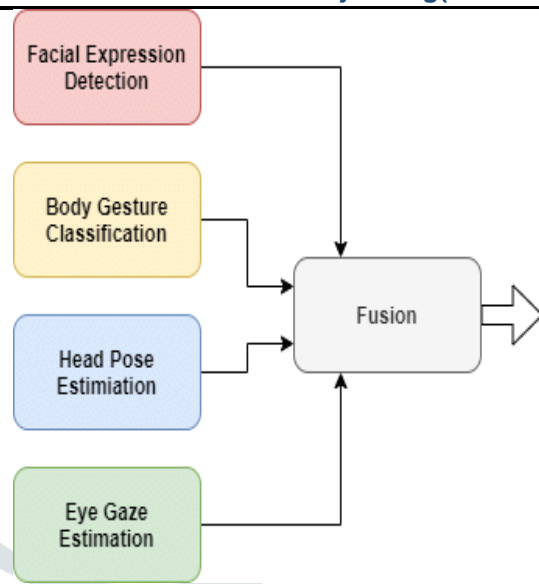 Facial Expression
Detection
Body Gesture
Classification
Fusion
Head Pose
Estimiation
Eye Gaze
Estimation